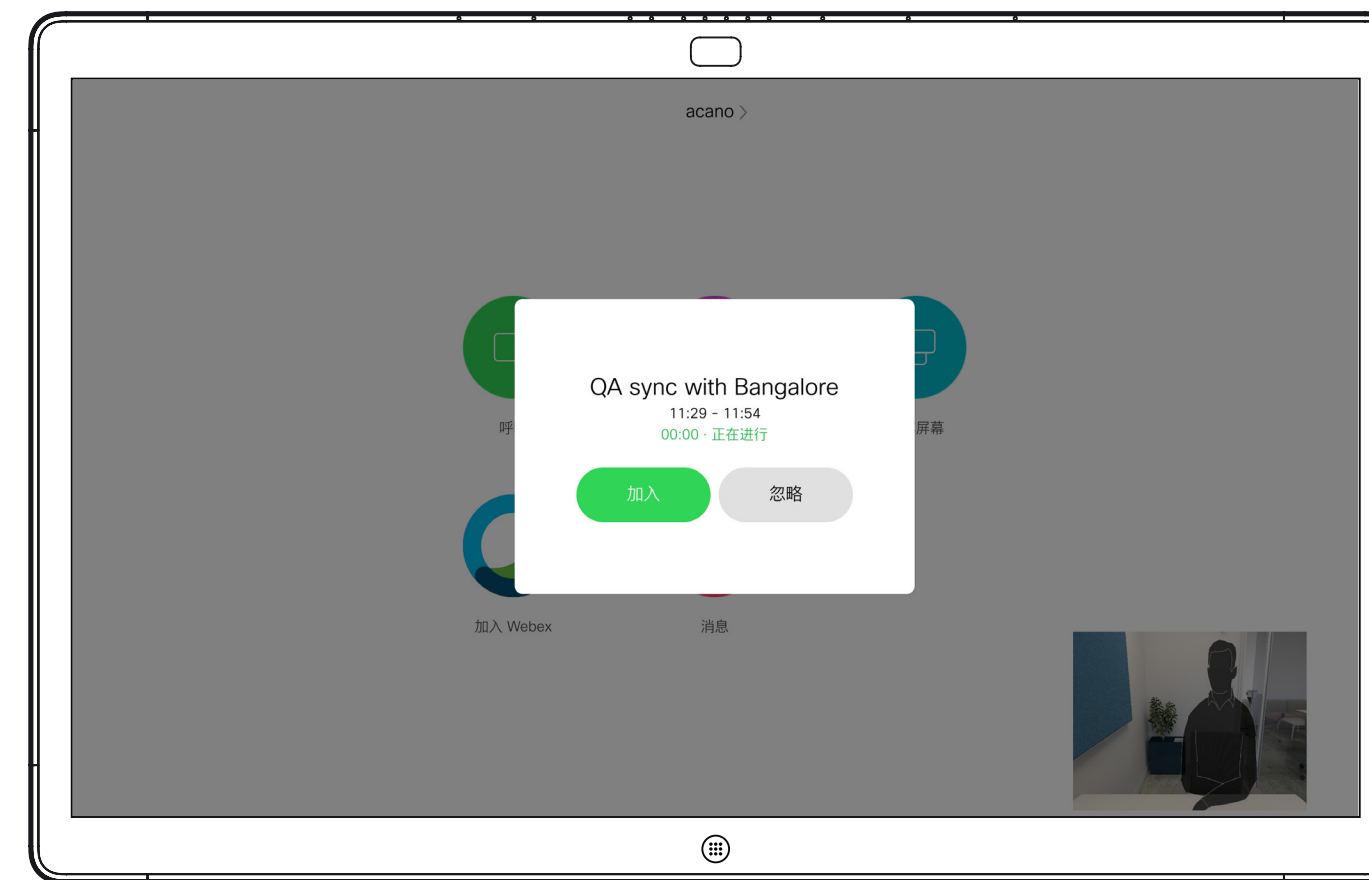 acano
QA sync with Bangalore
11:29 - 11:54
00:00 · 正在进行
呼
屏幕
加入
忽略
加入 Webex
消息